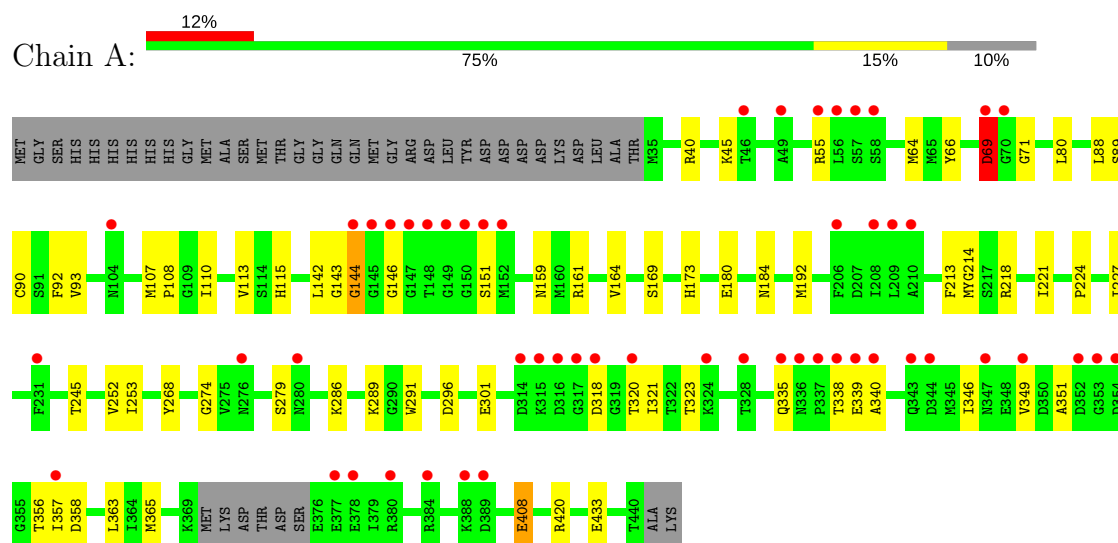 12%
Chain A:
75% 15% 10%
MET GLY SER HIS HIS HIS HIS HIS HIS GLY MET ALA SER MET THR GLY GLY GLN GLN MET GLY ARG ASP LEU TYR ASP ASP ASP ASP LYS ASP LEU ALA THR M35 R40 K45 T46 A49 R55 L56 S57 S58 M64 M65 Y66 D69 G70 G71 L80 L88 S89
C90 S91 F92 V93 N104 M107 P108 G109 I110 V113 S114 H115 L142 G143 G144 G145 G146 G147 T148 G149 G150 S151 M152 N159 M160 R161 V164 S169 H173 E180 N184 M192 F206 D207 I208 L209 A210 F213 MYG214 S217 R218 I221 P224 I227
F231 T245 V252 I253 Y268 G274 V275 N276 S279 N280 K286 K289 G290 W291 D296 E301 D314 K315 D316 G317 D318 G319 T320 I321 T322 T323 K324 T328 Q335 N336 P337 T338 E339 A340 Q343 D344 M345 I346 N347 E348 V349 D350 A351 D352 G353 D354
G355 T356 I357 D358 L363 I364 M365 K369 MET LYS ASP THR ASP SER E376 E377 E378 I379 R380 R384 K388 D389 E408 R420 E433 T440 ALA LYS